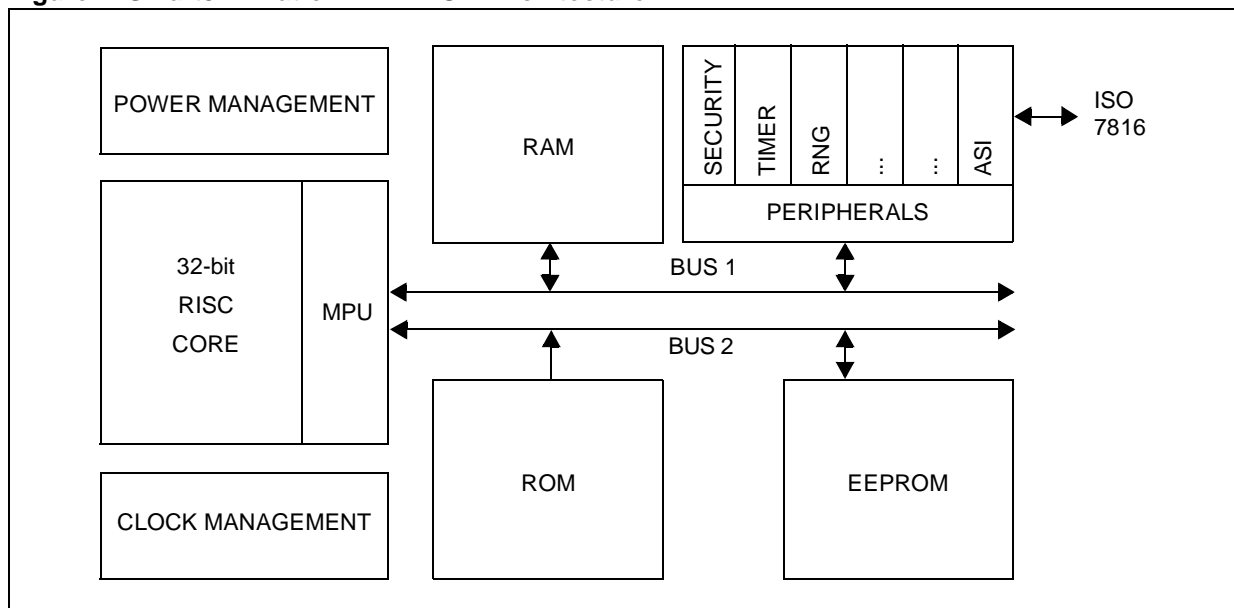 POWER MANAGEMENT
RAM
SECURITY
TIMER
RNG
...
...
ASI
PERIPHERALS
ISO
7816
32-bit
RISC
CORE
MPU
BUS 1
BUS 2
CLOCK MANAGEMENT
ROM
EEPROM